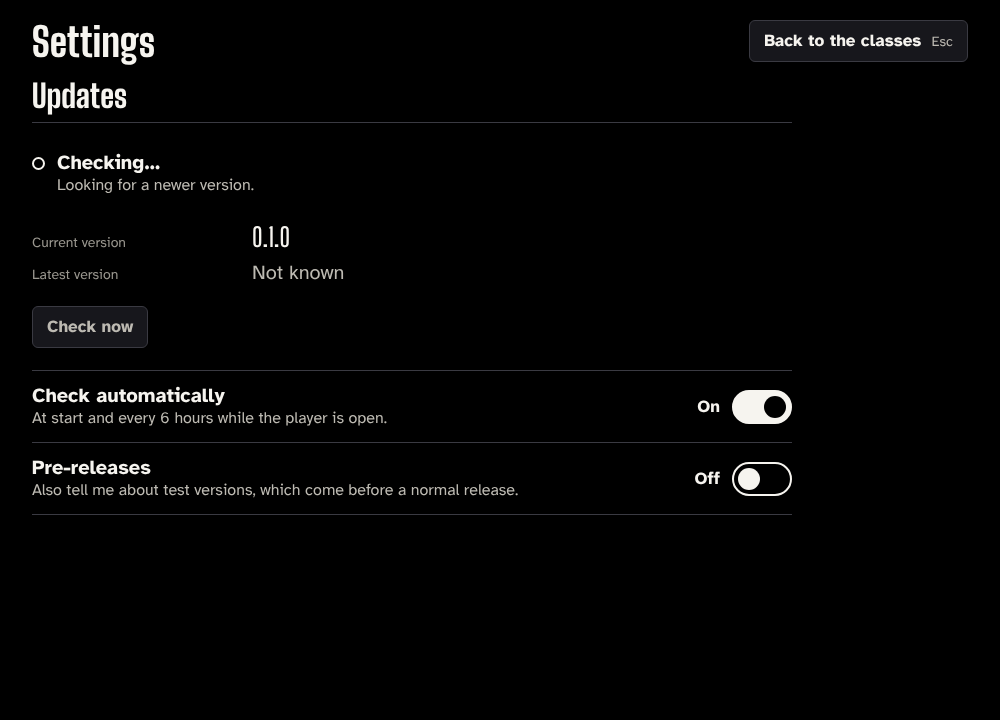 Settings
Back to the classes Esc
Updates
Checking...
Looking for a newer version.
Current version 0.1.0
Latest version Not known
Check now
Check automatically
At start and every 6 hours while the player is open.
On
Pre-releases
Also tell me about test versions, which come before a normal release.
Off